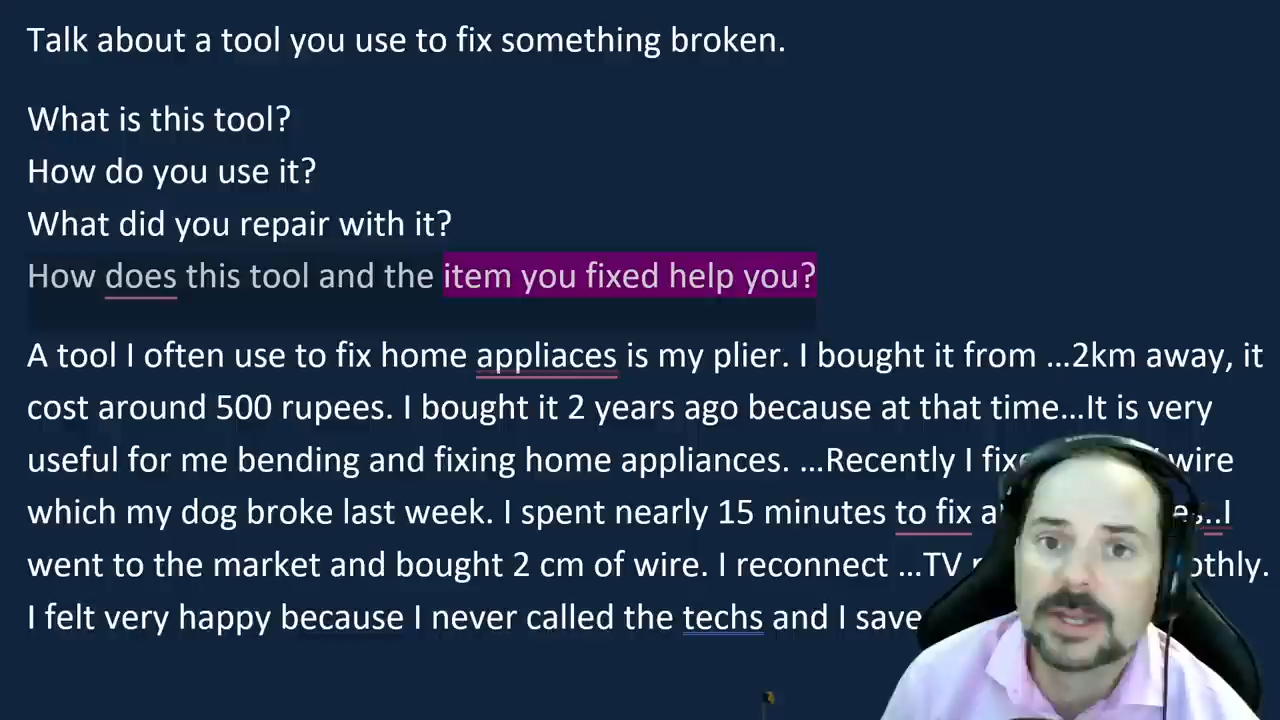 Talk about a tool you use to fix something broken.
What is this tool?
How do you use it?
What did you repair with it?
How does this tool and the item you fixed help you?
A tool I often use to fix home appliaces is my plier. I bought it from ...2km away, it
cost around 500 rupees. I bought it 2 years ago because at that time...It is very
useful for me bending and fixing home appliances. ...Recently I wire
which my dog broke last week. I spent nearly 15 minutes to fix ..I
went to the market and bought 2 cm of wire. I reconnect ...TV
I felt very happy because I never called the techs and I save